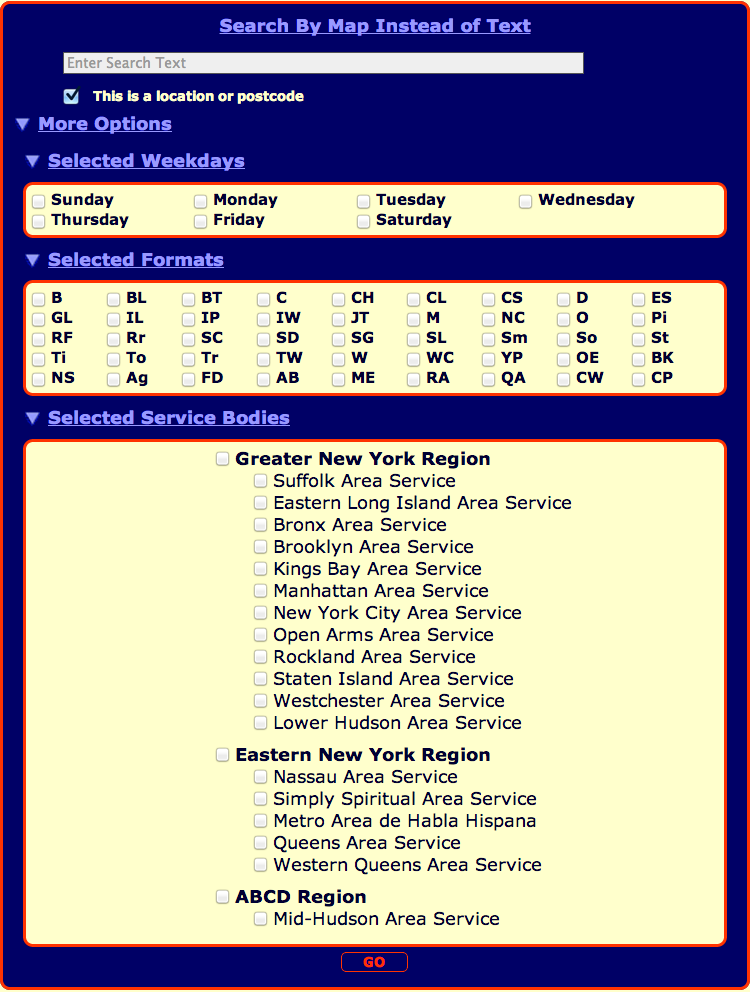 Search By Map Instead of Text
Enter Search Text
This is a location or postcode
More Options
Selected Weekdays
Sunday Monday Tuesday Wednesday
Thursday Friday Saturday
Selected Formats
B BL BT C CH CL CS D ES
GL IL IP IW JT M NC O Pi
RF Rr SC SD SG SL Sm So St
Ti To Tr TW W WC YP OE BK
NS Ag FD AB ME RA QA CW CP
Selected Service Bodies
Greater New York Region
Suffolk Area Service
Eastern Long Island Area Service
Bronx Area Service
Brooklyn Area Service
Kings Bay Area Service
Manhattan Area Service
New York City Area Service
Open Arms Area Service
Rockland Area Service
Staten Island Area Service
Westchester Area Service
Lower Hudson Area Service
Eastern New York Region
Nassau Area Service
Simply Spiritual Area Service
Metro Area de Habla Hispana
Queens Area Service
Western Queens Area Service
ABCD Region
Mid-Hudson Area Service
GO